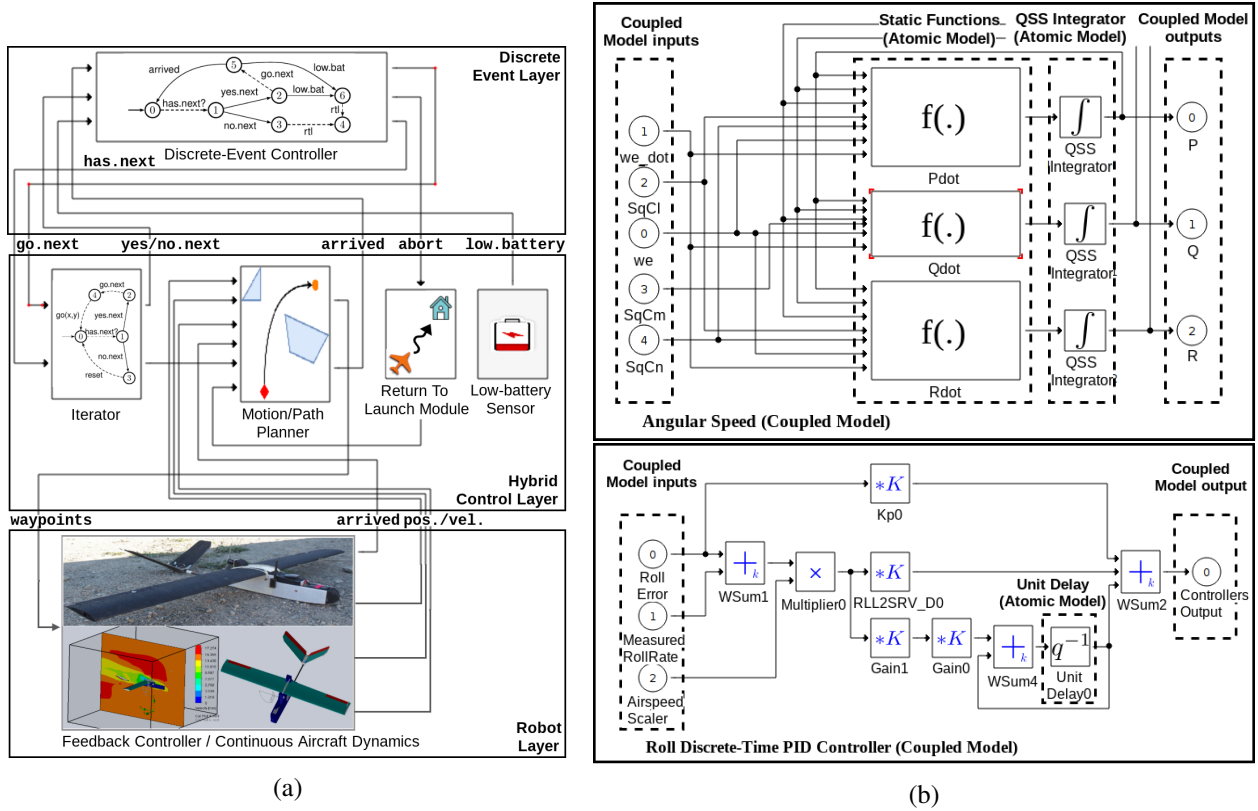 Discrete
Event Layer
arrived
5
go.next
low.bat
yes.next
2
low.bat
6
0
has.next?
1
rtl
no.next
3
rtl
4
Discrete-Event Controller
has.next
go.next
yes/no.next
arrived
abort
low.battery
go.next
4
2
go(x,y)
yes.next
0
has.next?
1
no.next
3
reset
Iterator
Motion/Path
Planner
Return To
Launch Module
Low-battery
Sensor
Hybrid
Control Layer
waypoints
arrived
pos./vel.
Robot
Layer
Feedback Controller / Continuous Aircraft Dynamics
(a)
Coupled
Model inputs
Static Functions
(Atomic Model)
QSS Integrator
(Atomic Model)
Coupled Model
outputs
1
we_dot
2
SqCl
0
we
3
SqCm
4
SqCn
f(.)
Pdot
f(.)
Qdot
f(.)
Rdot
∫
QSS
Integrator
∫
QSS
Integrator
∫
QSS
Integrator
0
P
1
Q
2
R
Angular Speed (Coupled Model)
Coupled
Model inputs
Coupled
Model output
0
Roll
Error
1
Measured
RollRate
2
Airspeed
Scaler
+k
WSum1
×
Multiplier0
*K
Kp0
*K
RLL2SRV_D0
*K
Gain1
*K
Gain0
+k
WSum4
Unit Delay
(Atomic Model)
q⁻¹
Unit
Delay0
+k
WSum2
0
Controllers
Output
Roll Discrete-Time PID Controller (Coupled Model)
(b)